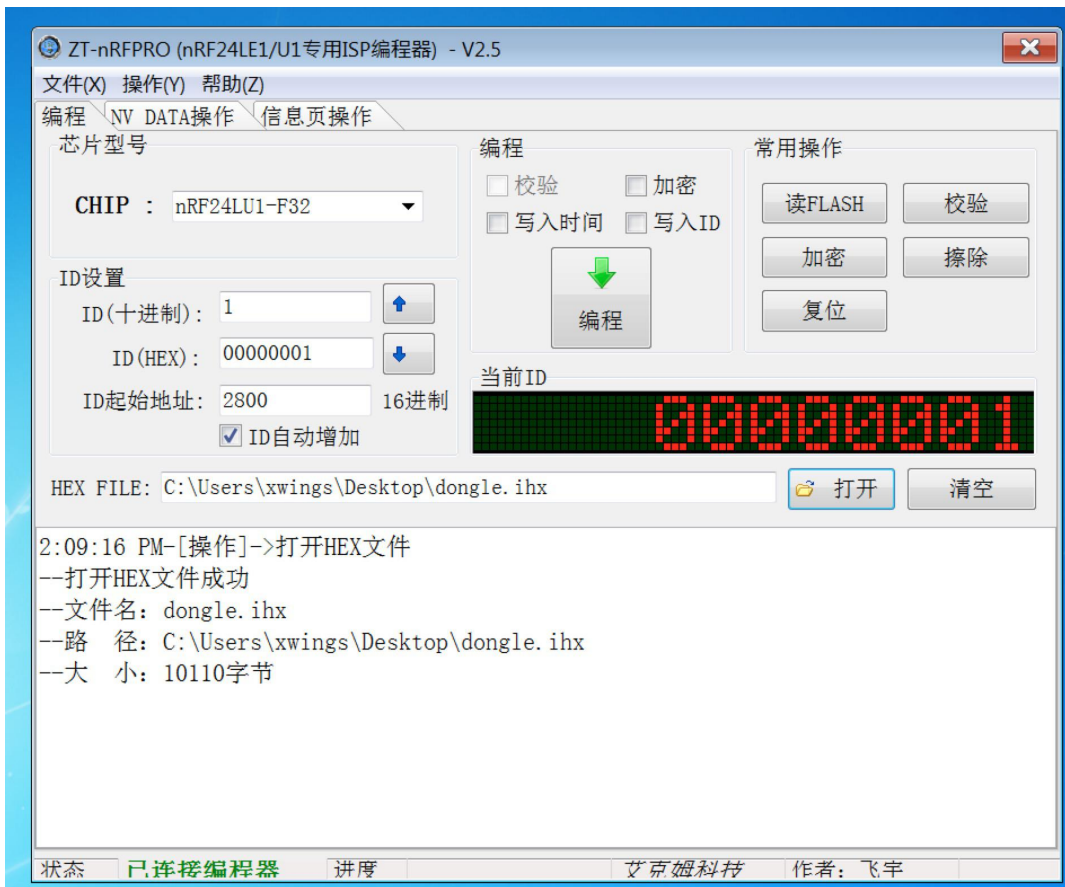 ZT-nRFPRO (nRF24LE1/U1专用ISP编程器) - V2.5
文件(X) 操作(Y) 帮助(Z)
编程 NV DATA操作 信息页操作
芯片型号
CHIP : nRF24LU1-F32
编程
校验 加密
写入时间 写入ID
编程
常用操作
读FLASH 校验
加密 擦除
复位
ID设置
ID(十进制): 1
ID(HEX): 00000001
ID起始地址: 2800 16进制
ID自动增加
当前ID
00000001
HEX FILE: C:\Users\xwings\Desktop\dongle.ihx 打开 清空
2:09:16 PM-[操作]->打开HEX文件
--打开HEX文件成功
--文件名: dongle.ihx
--路 径: C:\Users\xwings\Desktop\dongle.ihx
--大 小: 10110字节
状态 已连接编程器 进度 艾克姆科技 作者: 飞宇